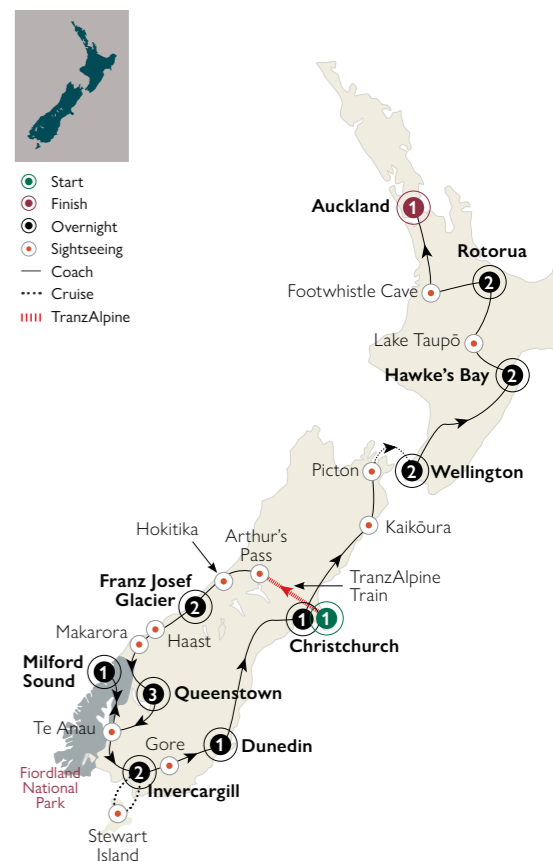 Start
Finish
Overnight
Sightseeing
Coach
Cruise
TranzAlpine
Auckland
1
Rotorua
2
Footwhistle Cave
Lake Taupō
Hawke's Bay
2
Picton
2
Wellington
Kaikōura
Hokitika
Arthur's
Pass
TranzAlpine
Train
Franz Josef
Glacier
2
1
1
Christchurch
Makarora
Haast
Milford
Sound
1
3
Queenstown
Te Anau
Gore
1
Dunedin
Fiordland
National
Park
2
Invercargill
Stewart
Island